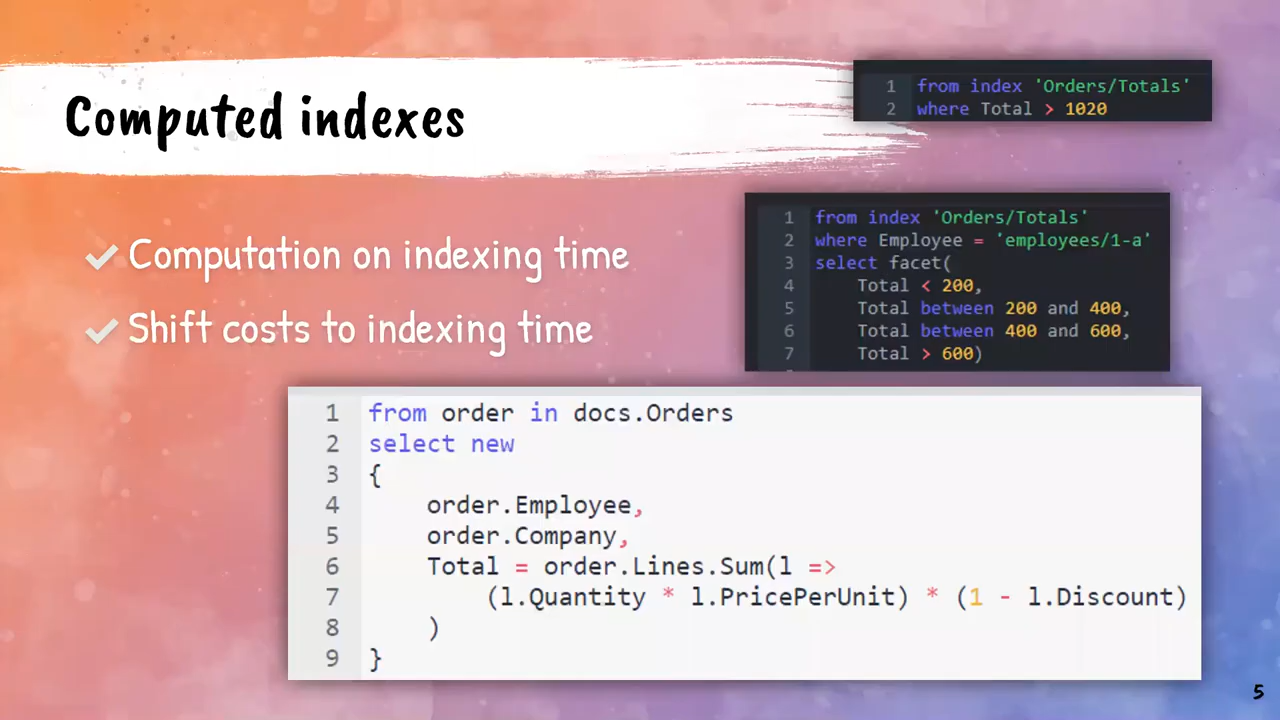 Computed indexes
1 from index 'Orders/Totals'
2 where Total > 1020
Computation on indexing time
Shift costs to indexing time
1 from index 'Orders/Totals'
2 where Employee = 'employees/1-a'
3 select facet(
4 Total < 200,
5 Total between 200 and 400,
6 Total between 400 and 600,
7 Total > 600)
1 from order in docs.Orders
2 select new
3 {
4 order.Employee,
5 order.Company,
6 Total = order.Lines.Sum(l =>
7 (l.Quantity * l.PricePerUnit) * (1 - l.Discount)
8 )
9 }
5